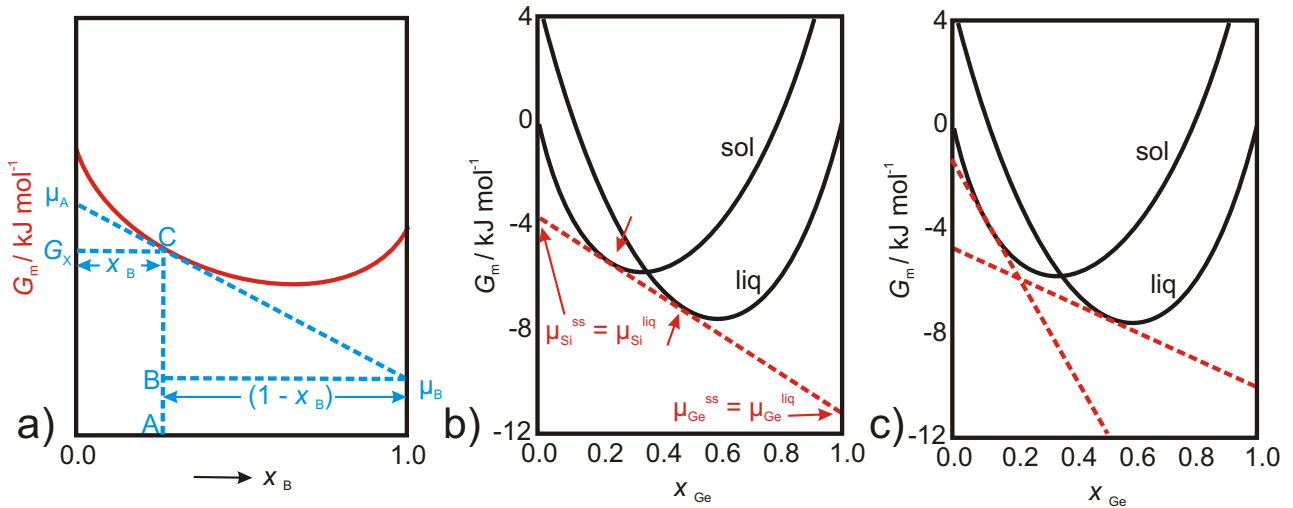 a)
G_m / kJ mol⁻¹
μ_A
G_X
x_B
C
B
A
(1 - x_B)
μ_B
0.0
1.0
x_B
b)
G_m / kJ mol⁻¹
4
0
-4
-8
-12
sol
liq
μ_Si^ss = μ_Si^liq
μ_Ge^ss = μ_Ge^liq
0.0 0.2 0.4 0.6 0.8 1.0
x_Ge
c)
G_m / kJ mol⁻¹
4
0
-4
-8
-12
sol
liq
0.0 0.2 0.4 0.6 0.8 1.0
x_Ge